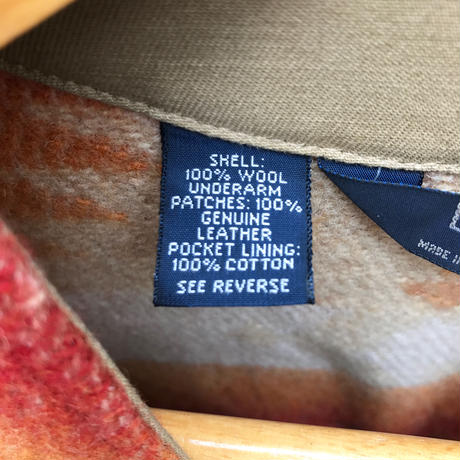 SHELL:
100% WOOL
UNDERARM
PATCHES: 100%
GENUINE
LEATHER
POCKET LINING:
100% COTTON
SEE REVERSE
MADE IN